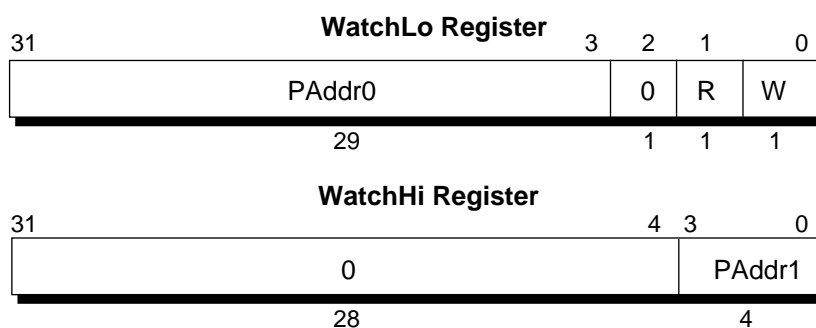 WatchLo Register
31 3 2 1 0
PAddr0 0 R W
29 1 1 1
WatchHi Register
31 4 3 0
0 PAddr1
28 4